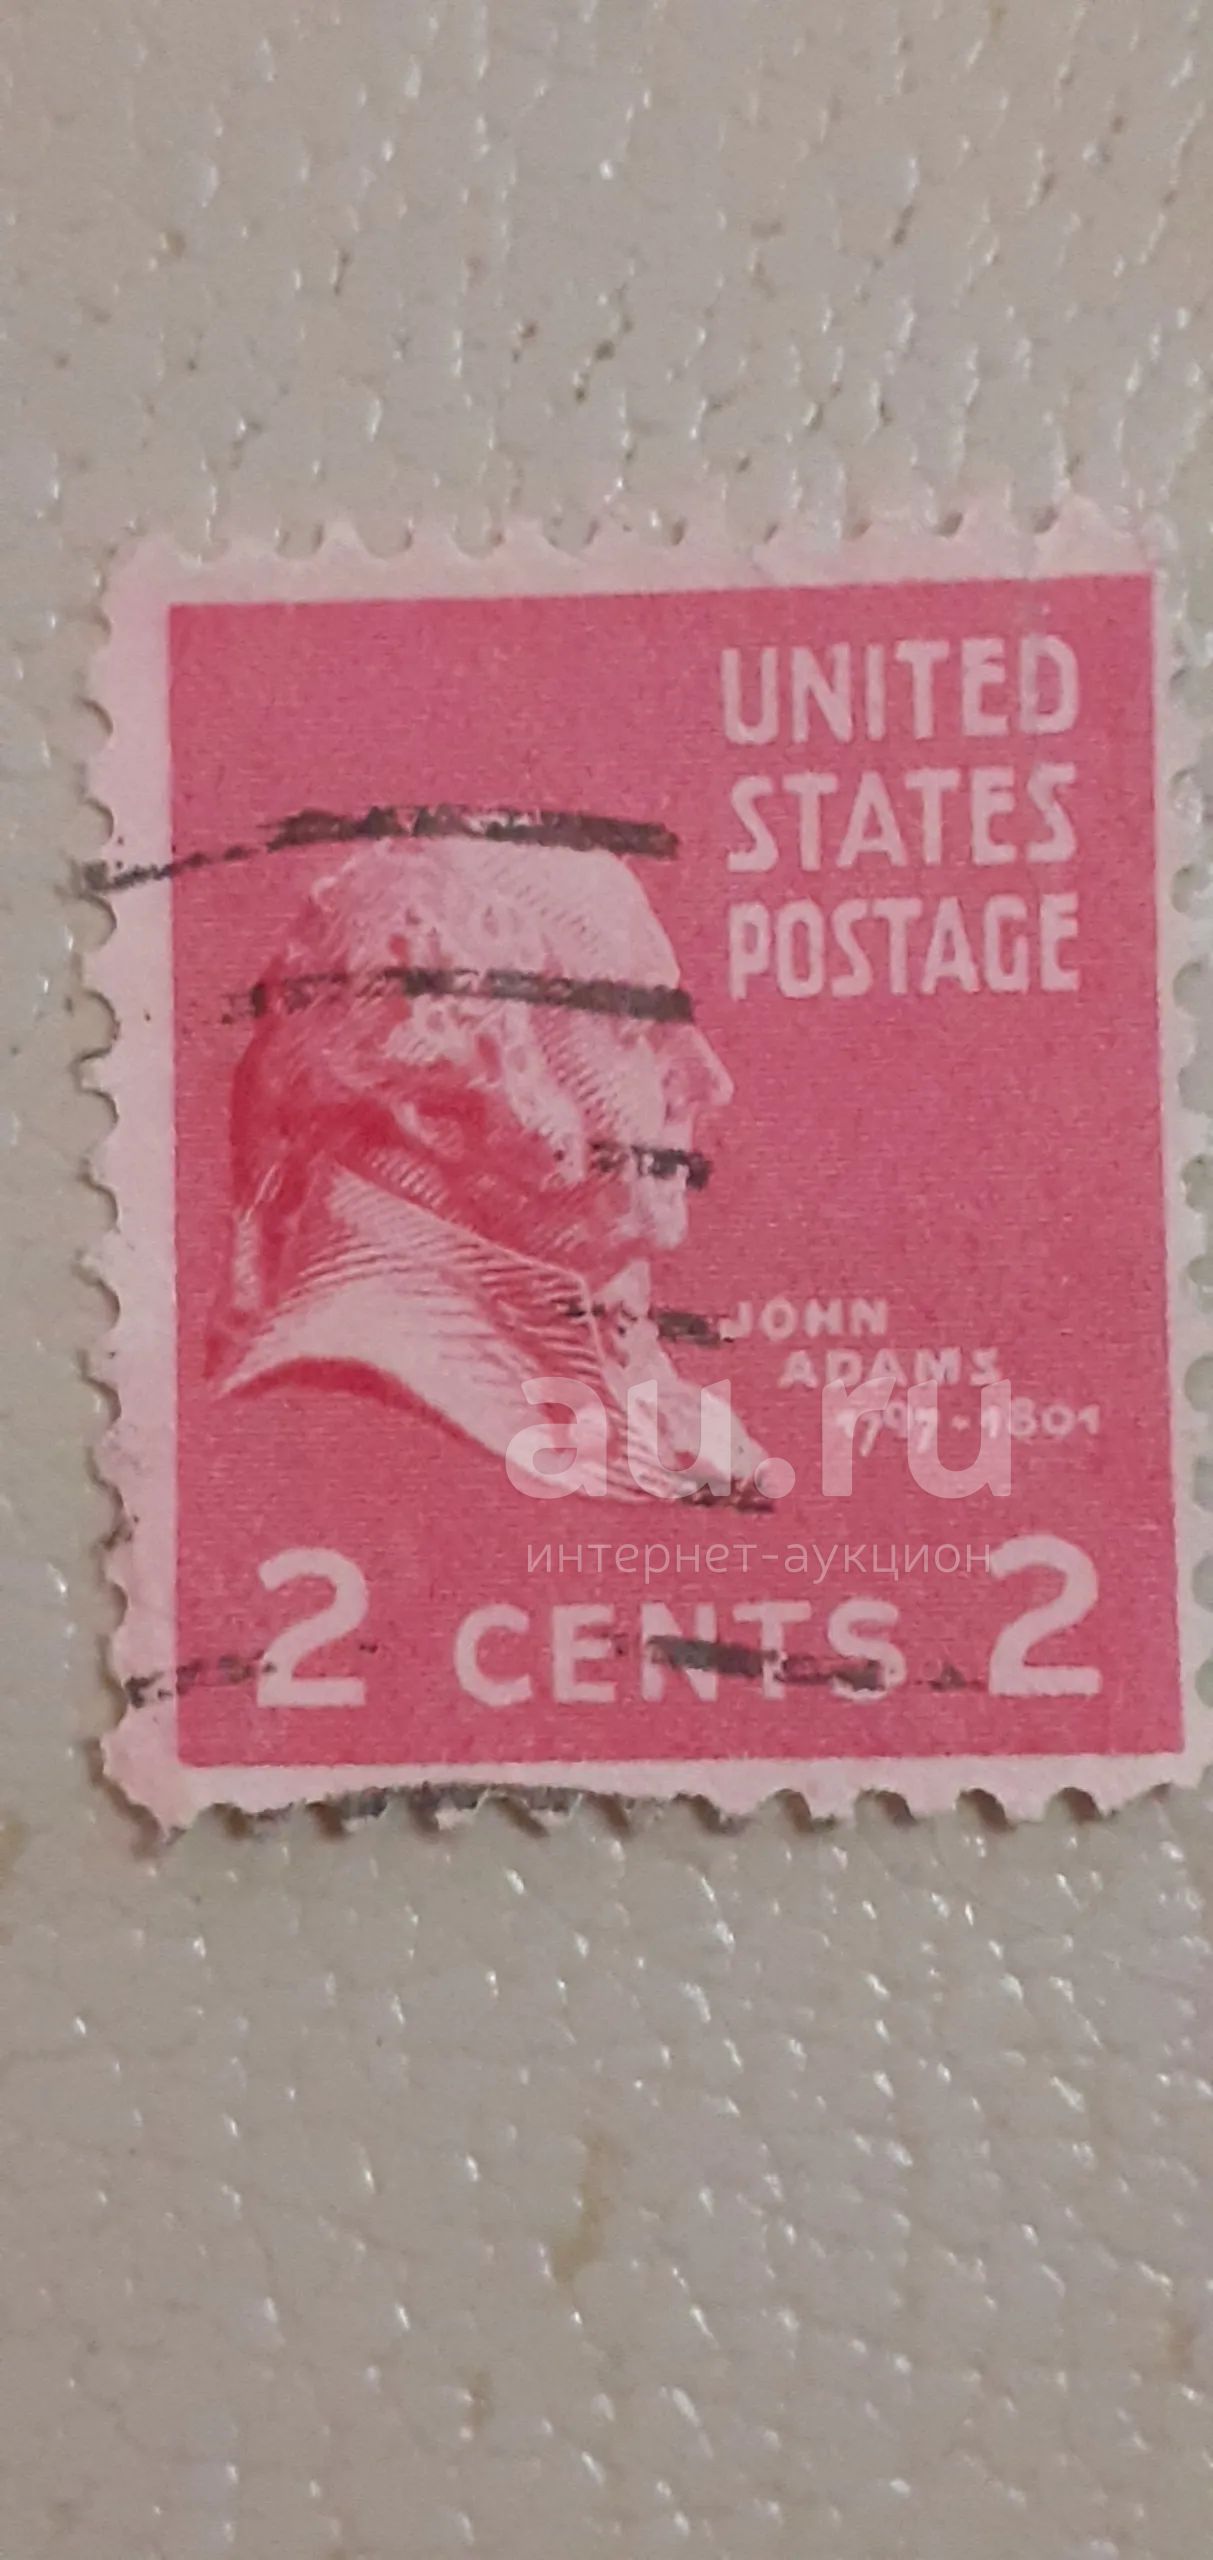 UNITED
STATES
POSTAGE
JOHN
ADAMS
1797-1801
au.ru
интернет-аукцион
2 CENTS 2